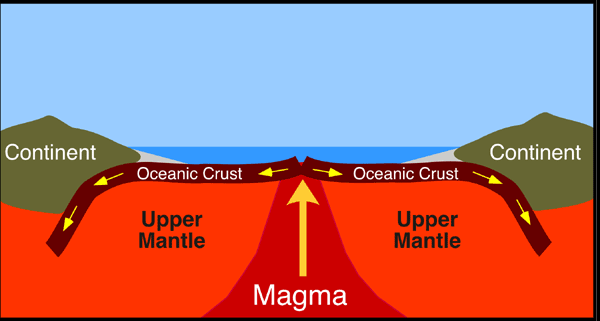 Continent
Continent
Oceanic Crust
Oceanic Crust
Upper
Mantle
Upper
Mantle
Magma